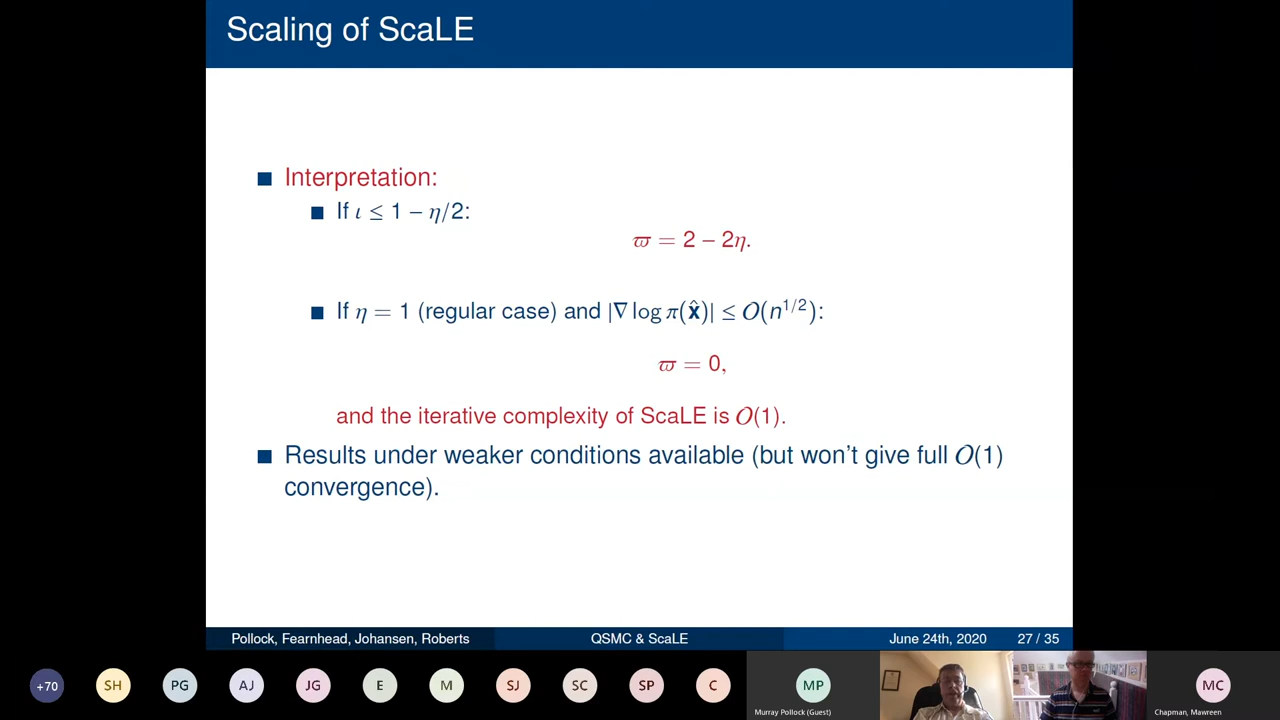 Scaling of ScaLE
Interpretation:
If ι ≤ 1 − η/2:
ϖ = 2 − 2η.
If η = 1 (regular case) and |∇ log π(x̂)| ≤ O(n^{1/2}):
ϖ = 0,
and the iterative complexity of ScaLE is O(1).
Results under weaker conditions available (but won't give full O(1)
convergence).
Pollock, Fearnhead, Johansen, Roberts QSMC & ScaLE June 24th, 2020 27 / 35
+70 SH PG AJ JG E M SJ SC SP C MP MC
Murray Pollock (Guest) Chapman, Mawreen